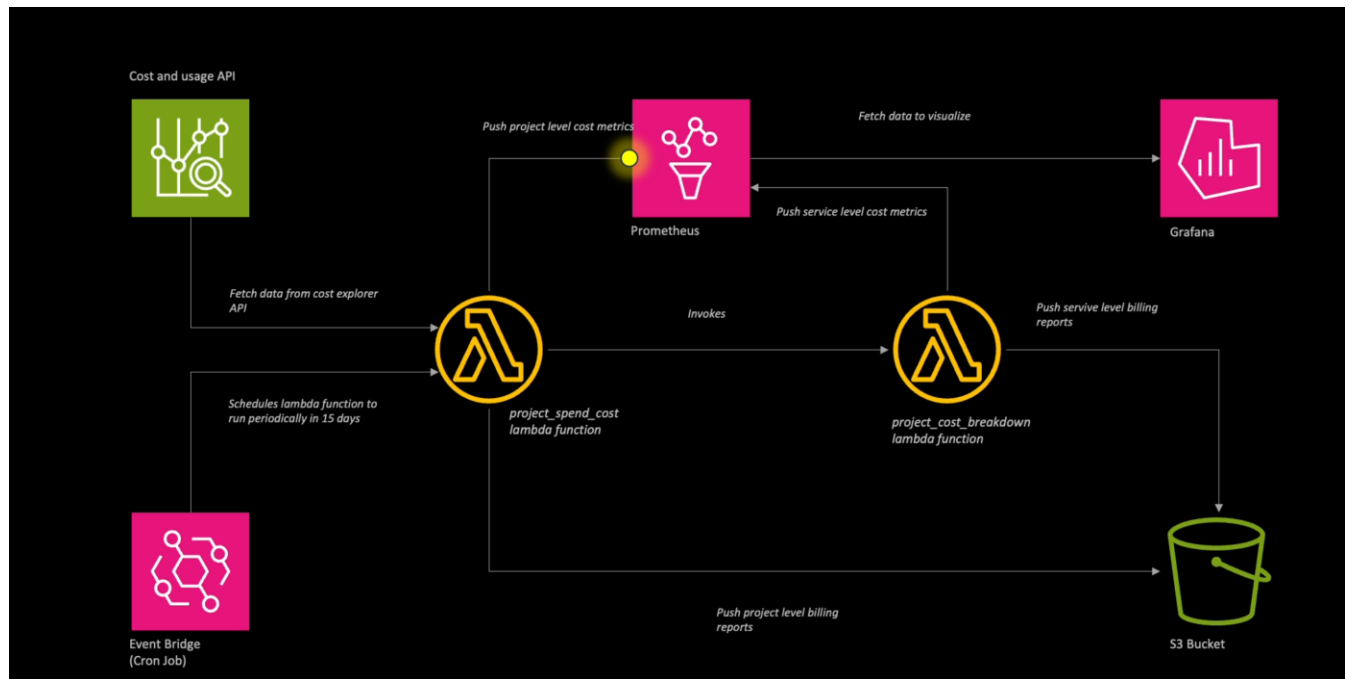 Cost and usage API
Push project level cost metrics
Fetch data to visualize
Prometheus
Push service level cost metrics
Grafana
Fetch data from cost explorer
API
Invokes
Push servive level billing
reports
Schedules lambda function to
run periodically in 15 days
project_spend_cost
lambda function
project_cost_breakdown
lambda function
Push project level billing
reports
Event Bridge
(Cron Job)
S3 Bucket